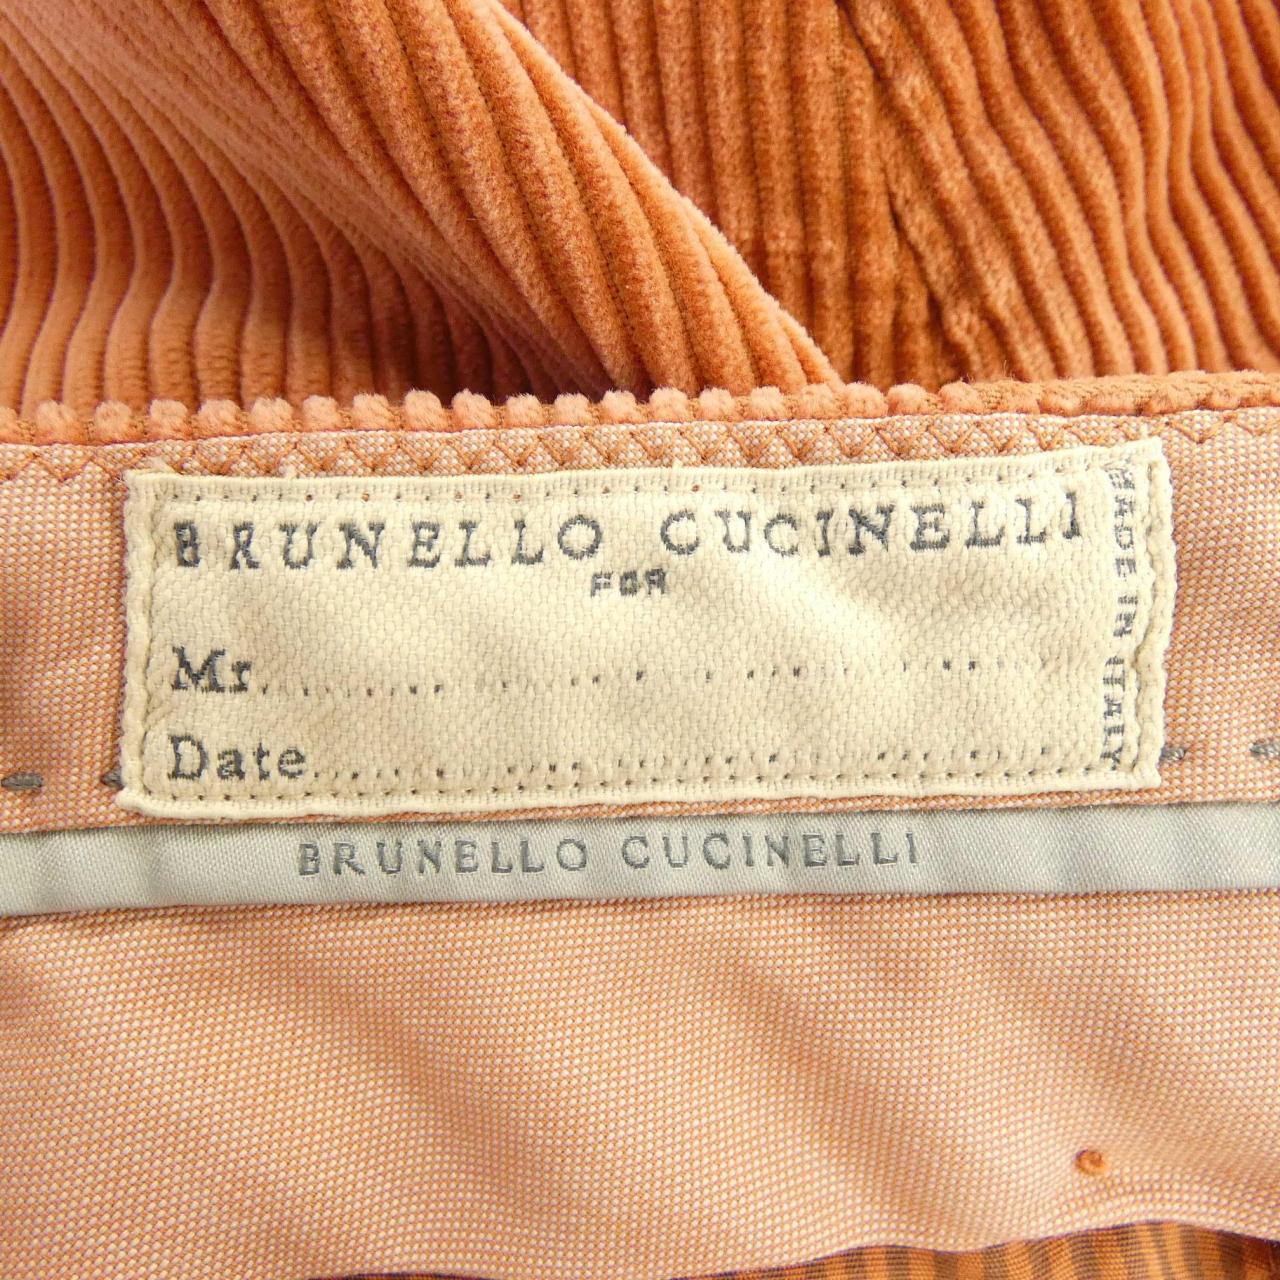 BRUNELLO CUCINELLI
FOR
Mr..............................
Date..............................
MADE IN ITALY
BRUNELLO CUCINELLI